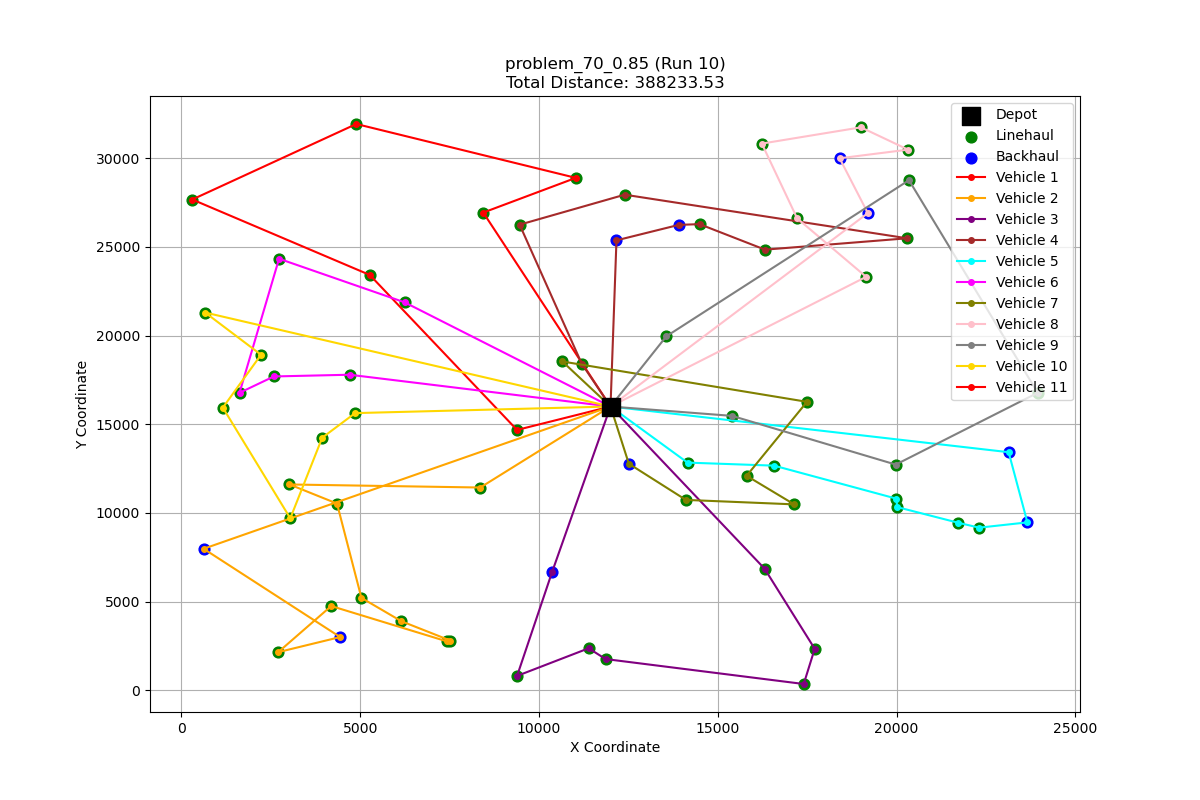 problem_70_0.85 (Run 10)
Total Distance: 388233.53
Depot
Linehaul
Backhaul
Vehicle 1
Vehicle 2
Vehicle 3
Vehicle 4
Vehicle 5
Vehicle 6
Vehicle 7
Vehicle 8
Vehicle 9
Vehicle 10
Vehicle 11
30000
25000
20000
15000
10000
5000
0
Y Coordinate
0 5000 10000 15000 20000 25000
X Coordinate